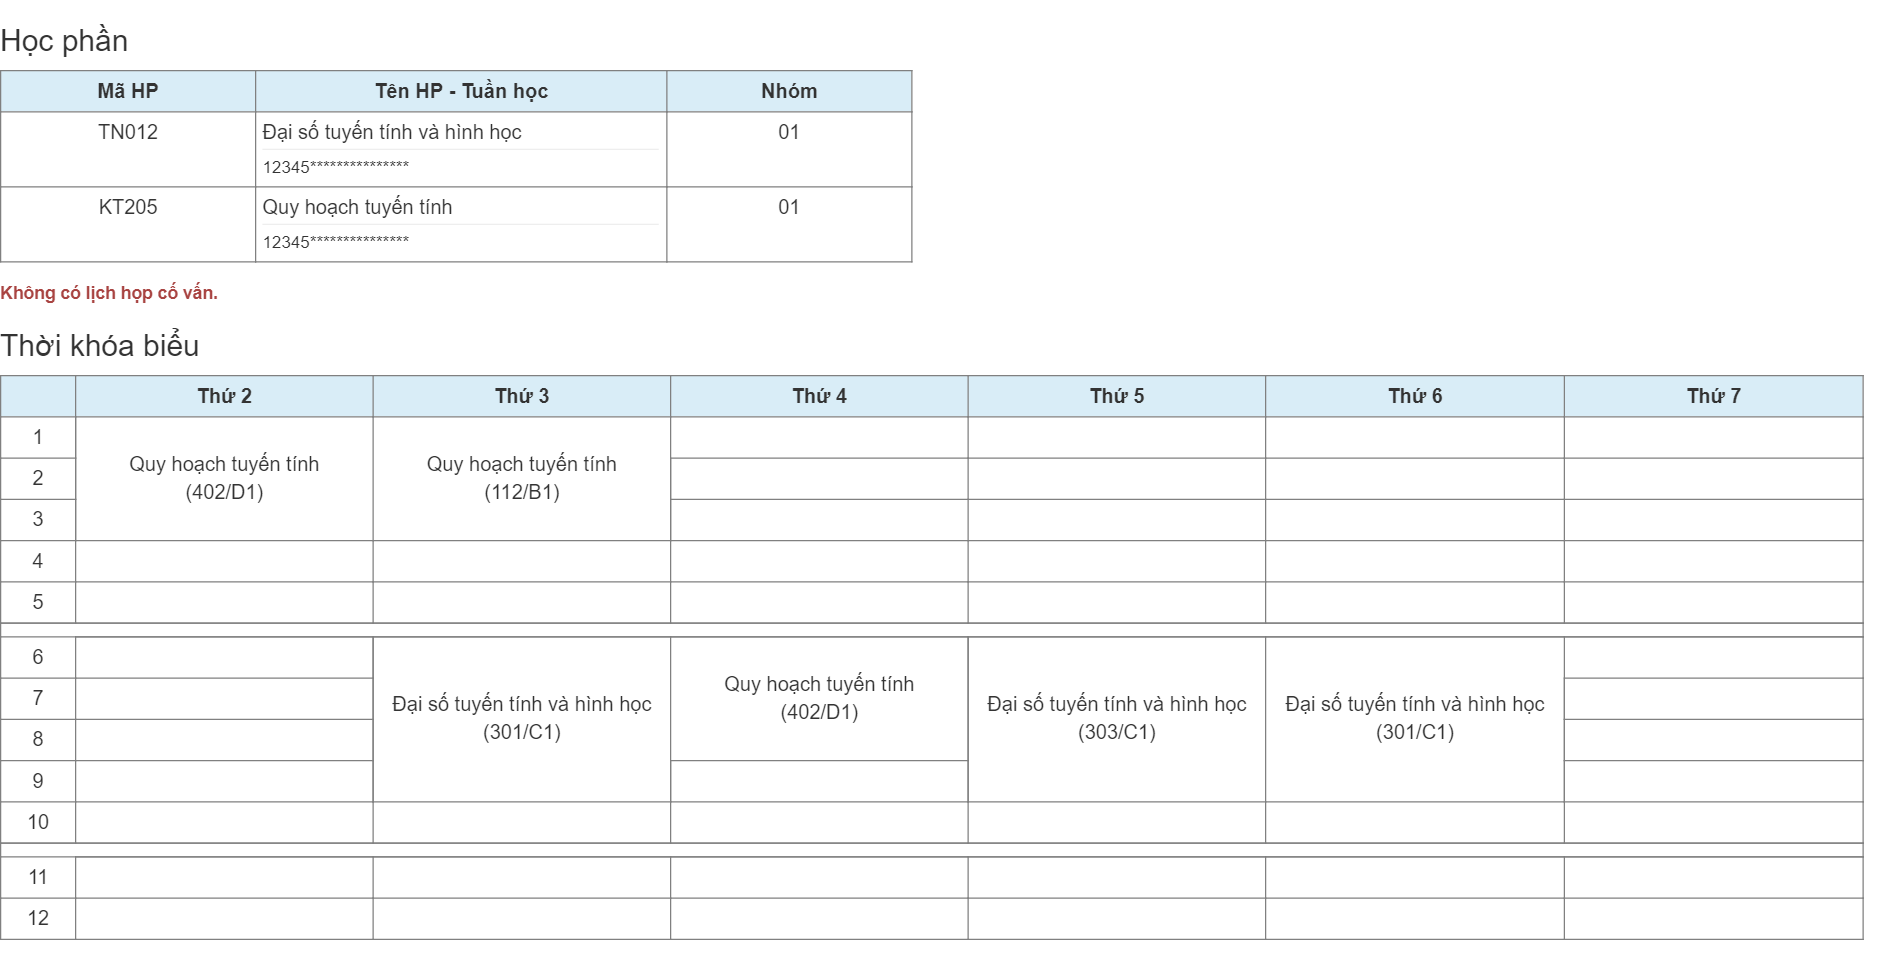 Học phần
Mã HP Tên HP - Tuần học Nhóm
TN012 Đại số tuyến tính và hình học 01
12345***************
KT205 Quy hoạch tuyến tính 01
12345***************
Không có lịch họp cố vấn.
Thời khóa biểu
Thứ 2 Thứ 3 Thứ 4 Thứ 5 Thứ 6 Thứ 7
1
Quy hoạch tuyến tính Quy hoạch tuyến tính
2
(402/D1) (112/B1)
3
4
5
6
Quy hoạch tuyến tính
7
Đại số tuyến tính và hình học Đại số tuyến tính và hình học Đại số tuyến tính và hình học
(402/D1)
(301/C1) (303/C1) (301/C1)
8
9
10
11
12